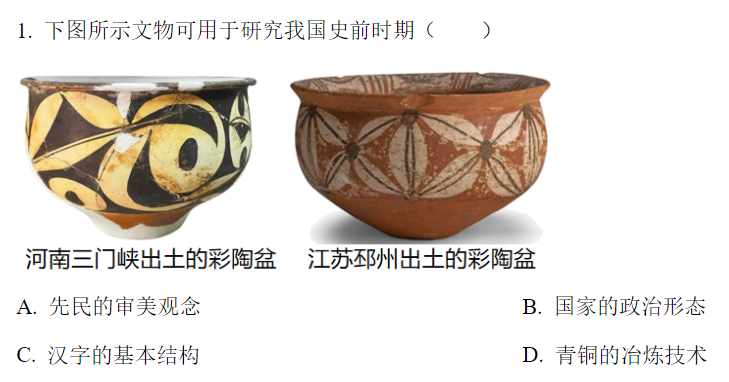 1. 下图所示文物可用于研究我国史前时期（  ）
河南三门峡出土的彩陶盆 江苏邳州出土的彩陶盆
A. 先民的审美观念 B. 国家的政治形态
C. 汉字的基本结构 D. 青铜的冶炼技术